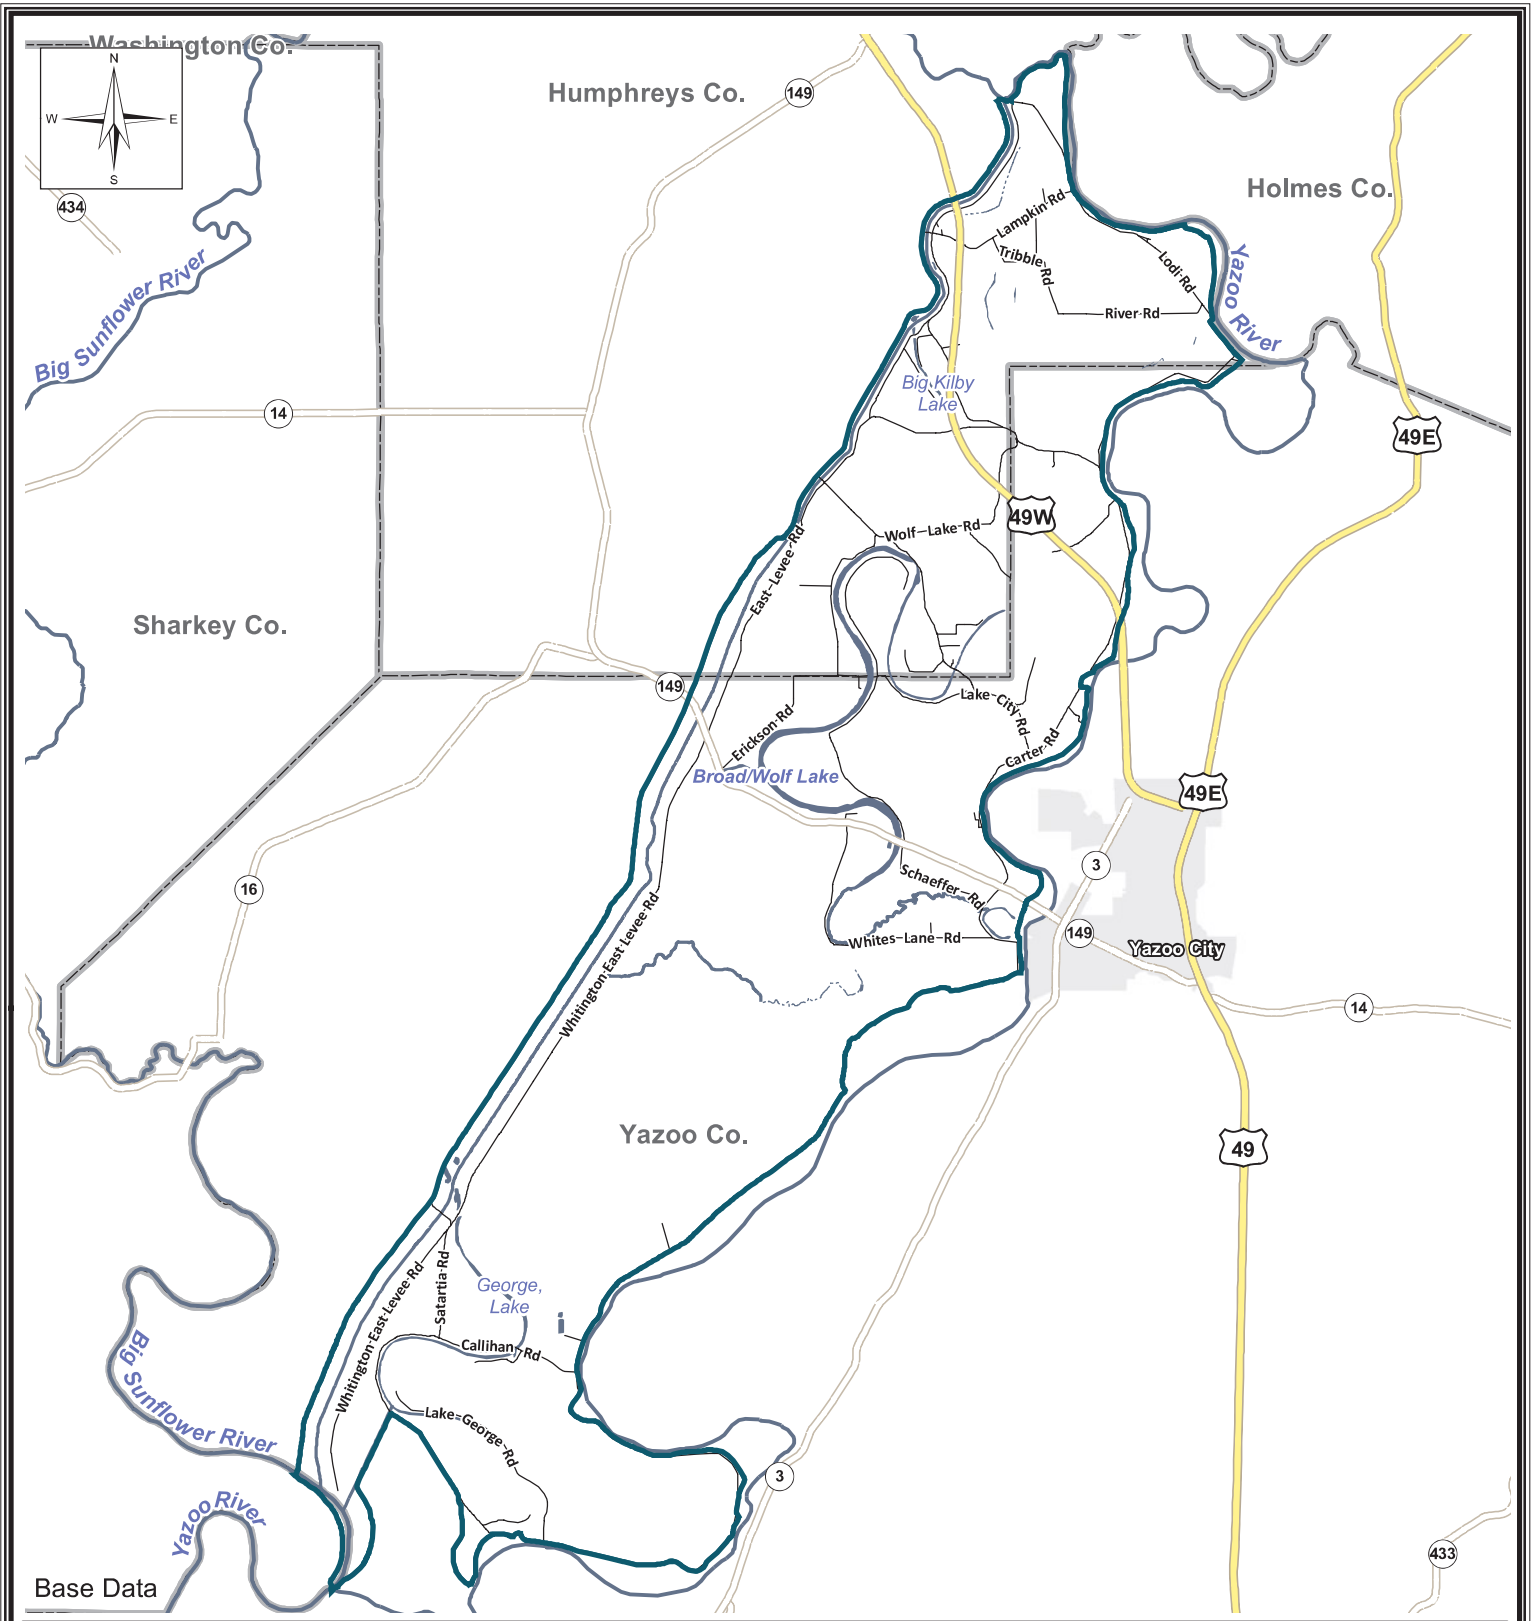 Washington Co.
N
W
E
S
Humphreys Co.
149
Holmes Co.
434
Lampkin Rd
Tribble Rd
Lodi Rd
River Rd
Yazoo River
Big Sunflower River
Big Kilby
Lake
14
49E
49W
Wolf Lake Rd
East Levee Rd
Sharkey Co.
149
Lake City Rd
Erickson Rd
Carter Rd
Broad/Wolf Lake
49E
3
16
Schaeffer Rd
Whites Lane Rd
149
Yazoo City
Whitington East Levee Rd
14
Yazoo Co.
49
Whitington East Levee Rd
Satartia Rd
George,
Lake
Callihan Rd
Big Sunflower River
Lake George Rd
3
Yazoo River
433
Base Data